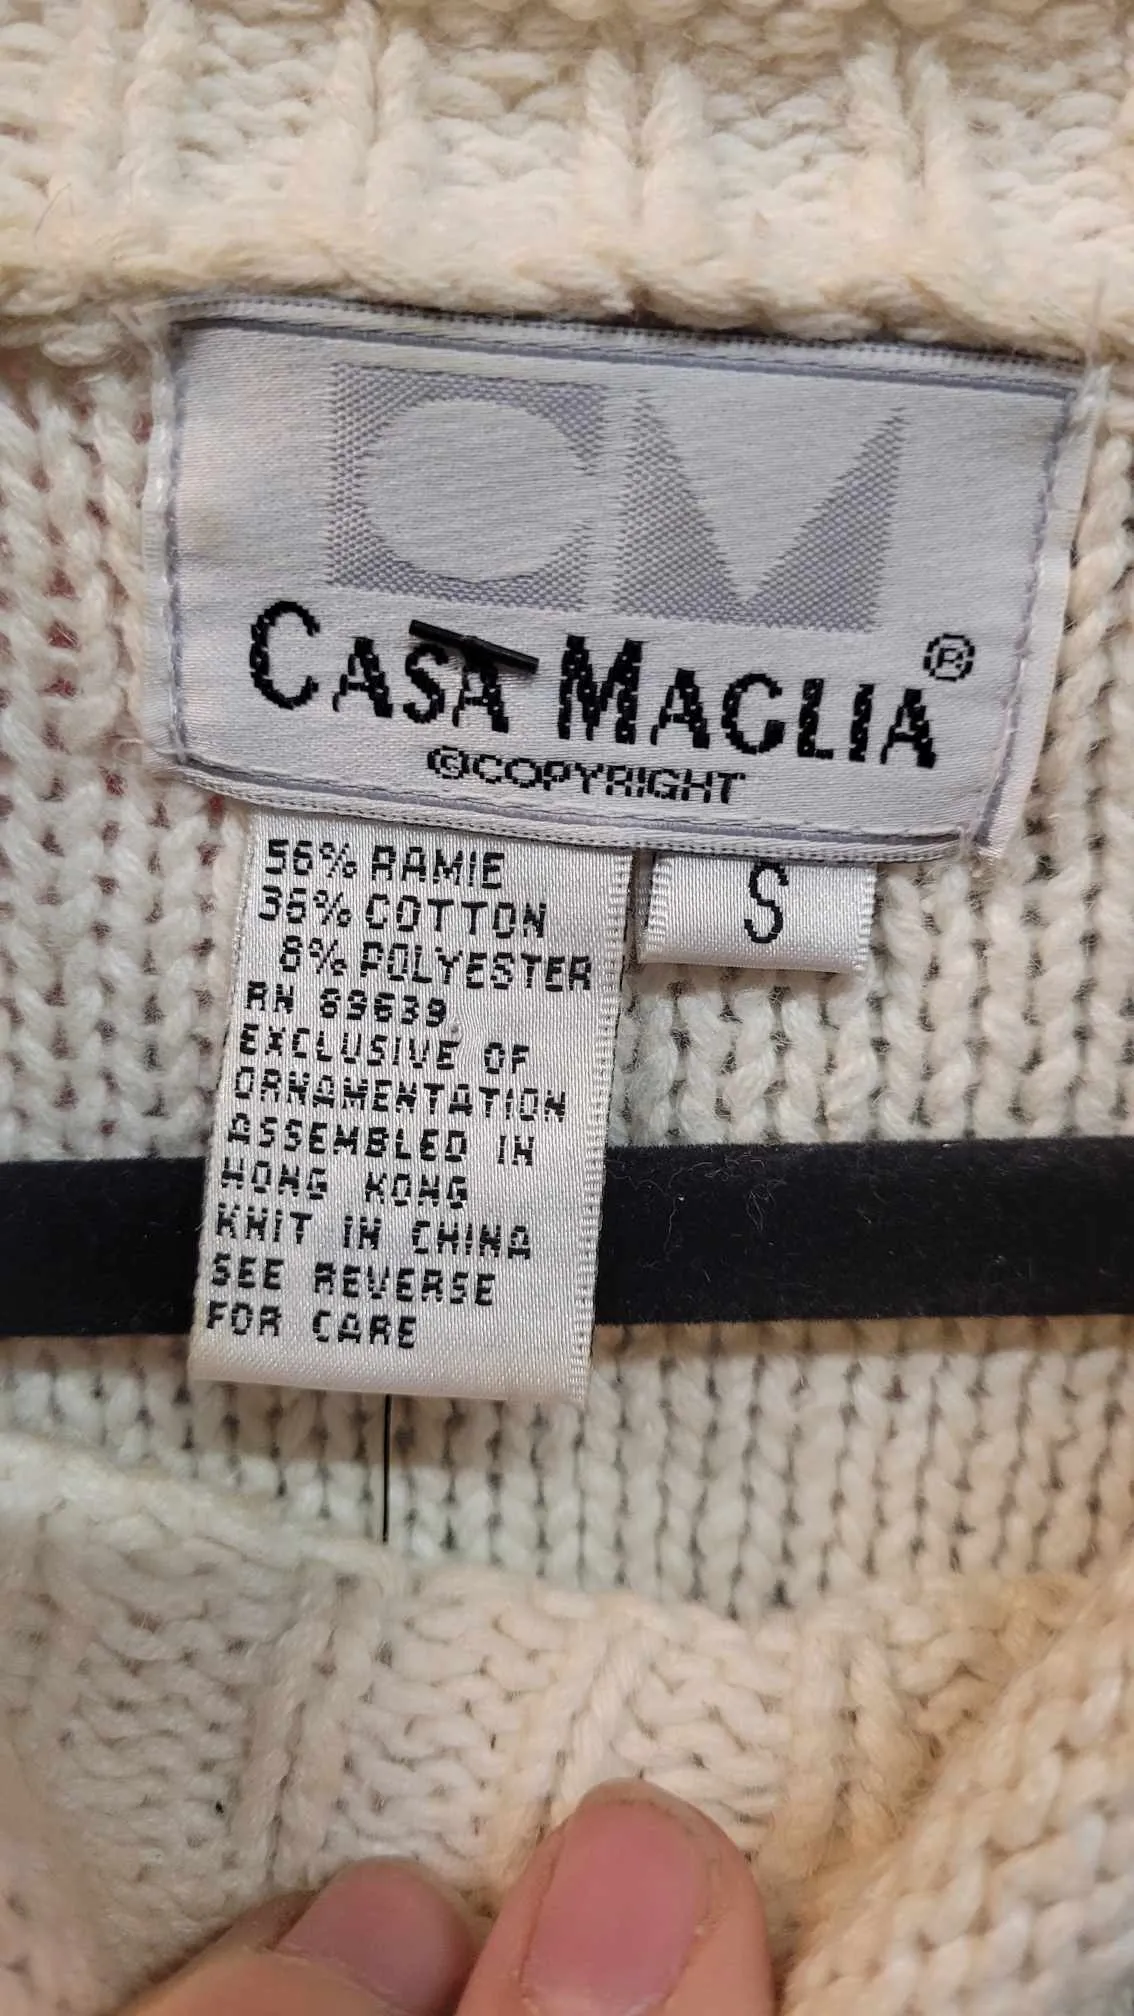 CM
CASA MAGLIA®
©COPYRIGHT
56% RAMIE
36% COTTON
8% POLYESTER
RN 69639
EXCLUSIVE OF
ORNAMENTATION
ASSEMBLED IN
HONG KONG
KNIT IN CHINA
SEE REVERSE
FOR CARE
S